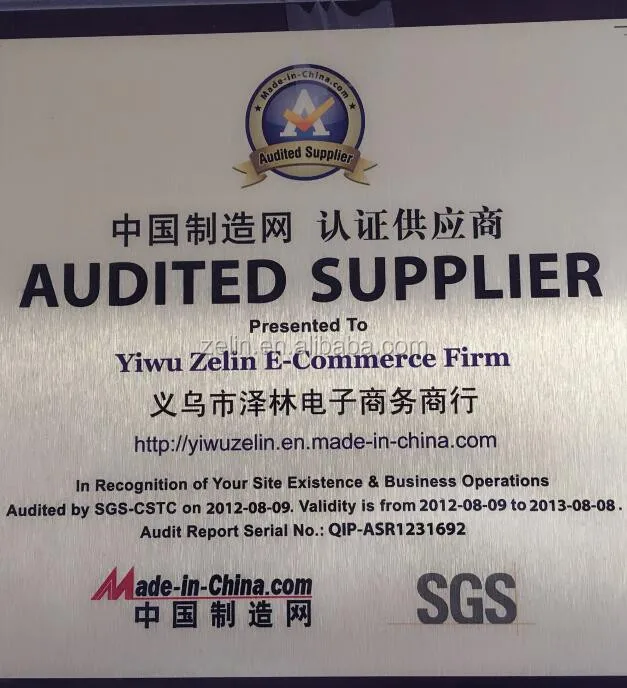 Made-in-China.com
A
Audited Supplier
中国制造网 认证供应商
AUDITED SUPPLIER
Presented To
zelin.en.alibaba.com
Yiwu Zelin E-Commerce Firm
义乌市泽林电子商务商行
http://yiwuzelin.en.made-in-china.com
In Recognition of Your Site Existence & Business Operations
Audited by SGS-CSTC on 2012-08-09. Validity is from 2012-08-09 to 2013-08-08.
Audit Report Serial No.: QIP-ASR1231692
Made-in-China.com
中国制造网
SGS